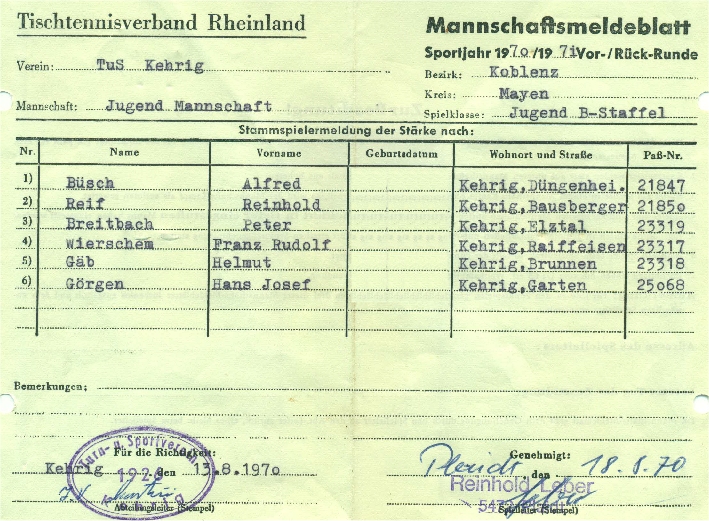 Tischtennisverband Rheinland
Mannschaftsmeldeblatt
Sportjahr 1970/1971 Vor-/Rück-Runde
Verein: TuS Kehrig
Bezirk: Koblenz
Kreis: Mayen
Mannschaft: Jugend Mannschaft
Spielklasse: Jugend B-Staffel
Stammspielermeldung der Stärke nach:
Nr. Name Vorname Geburtsdatum Wohnort und Straße Paß-Nr.
1) Büsch Alfred Kehrig,Düngenhei. 21847
2) Reif Reinhold Kehrig,Bausberger 21850
3) Breitbach Peter Kehrig,Elztal 23319
4) Wierschem Franz Rudolf Kehrig,Raiffeisen 23317
5) Gäb Helmut Kehrig,Brunnen 23318
6) Görgen Hans Josef Kehrig,Garten 25068
Bemerkungen:
Turn- u. Sportverein
Für die Richtigkeit:
Genehmigt:
Kehrig den 13.8.1970
Plaidt, den 18.8.70
Reinhold
Abteilungsleiter (Stempel)
Spielleiter (Stempel)